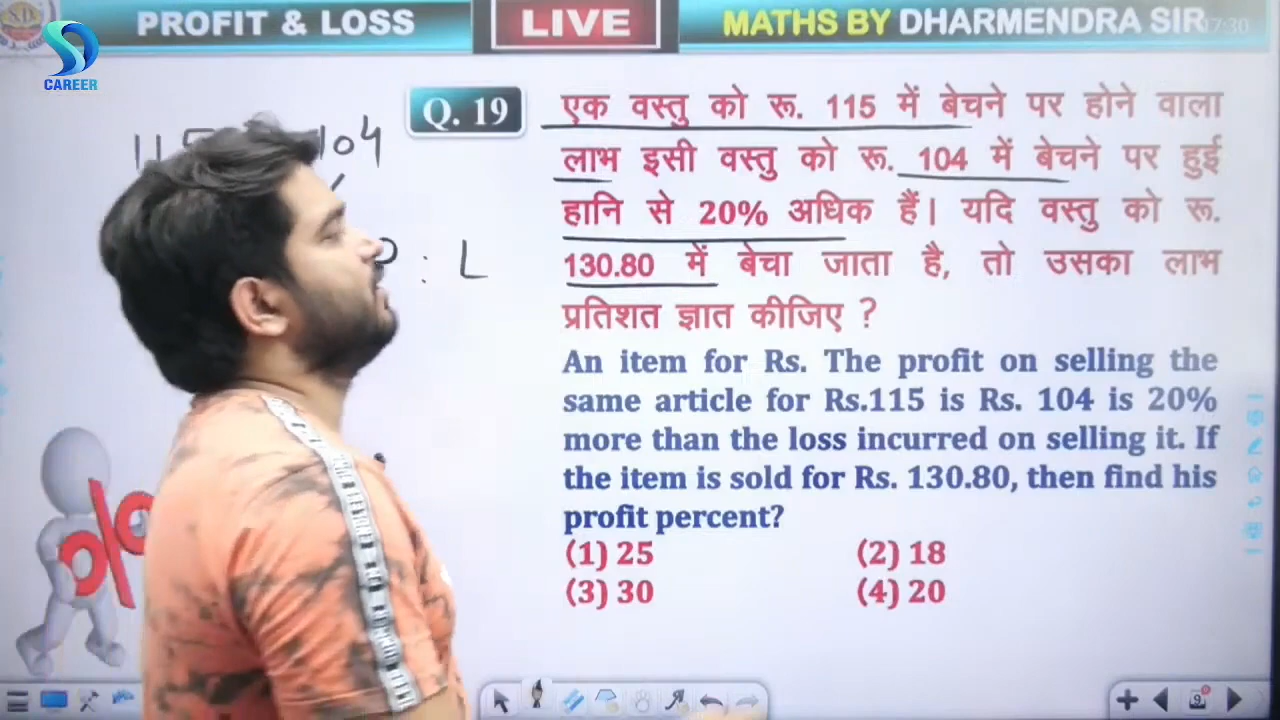 PROFIT & LOSS
LIVE
MATHS BY DHARMENDRA SIR
17:30
S.D.
CAREER
104
P : L
Q. 19
एक वस्तु को रू. 115 में बेचने पर होने वाला
लाभ इसी वस्तु को रू. 104 में बेचने पर हुई
हानि से 20% अधिक हैं। यदि वस्तु को रू.
130.80 में बेचा जाता है, तो उसका लाभ
प्रतिशत ज्ञात कीजिए ?
An item for Rs. The profit on selling the
same article for Rs.115 is Rs. 104 is 20%
more than the loss incurred on selling it. If
the item is sold for Rs. 130.80, then find his
profit percent?
(1) 25 (2) 18
(3) 30 (4) 20
%